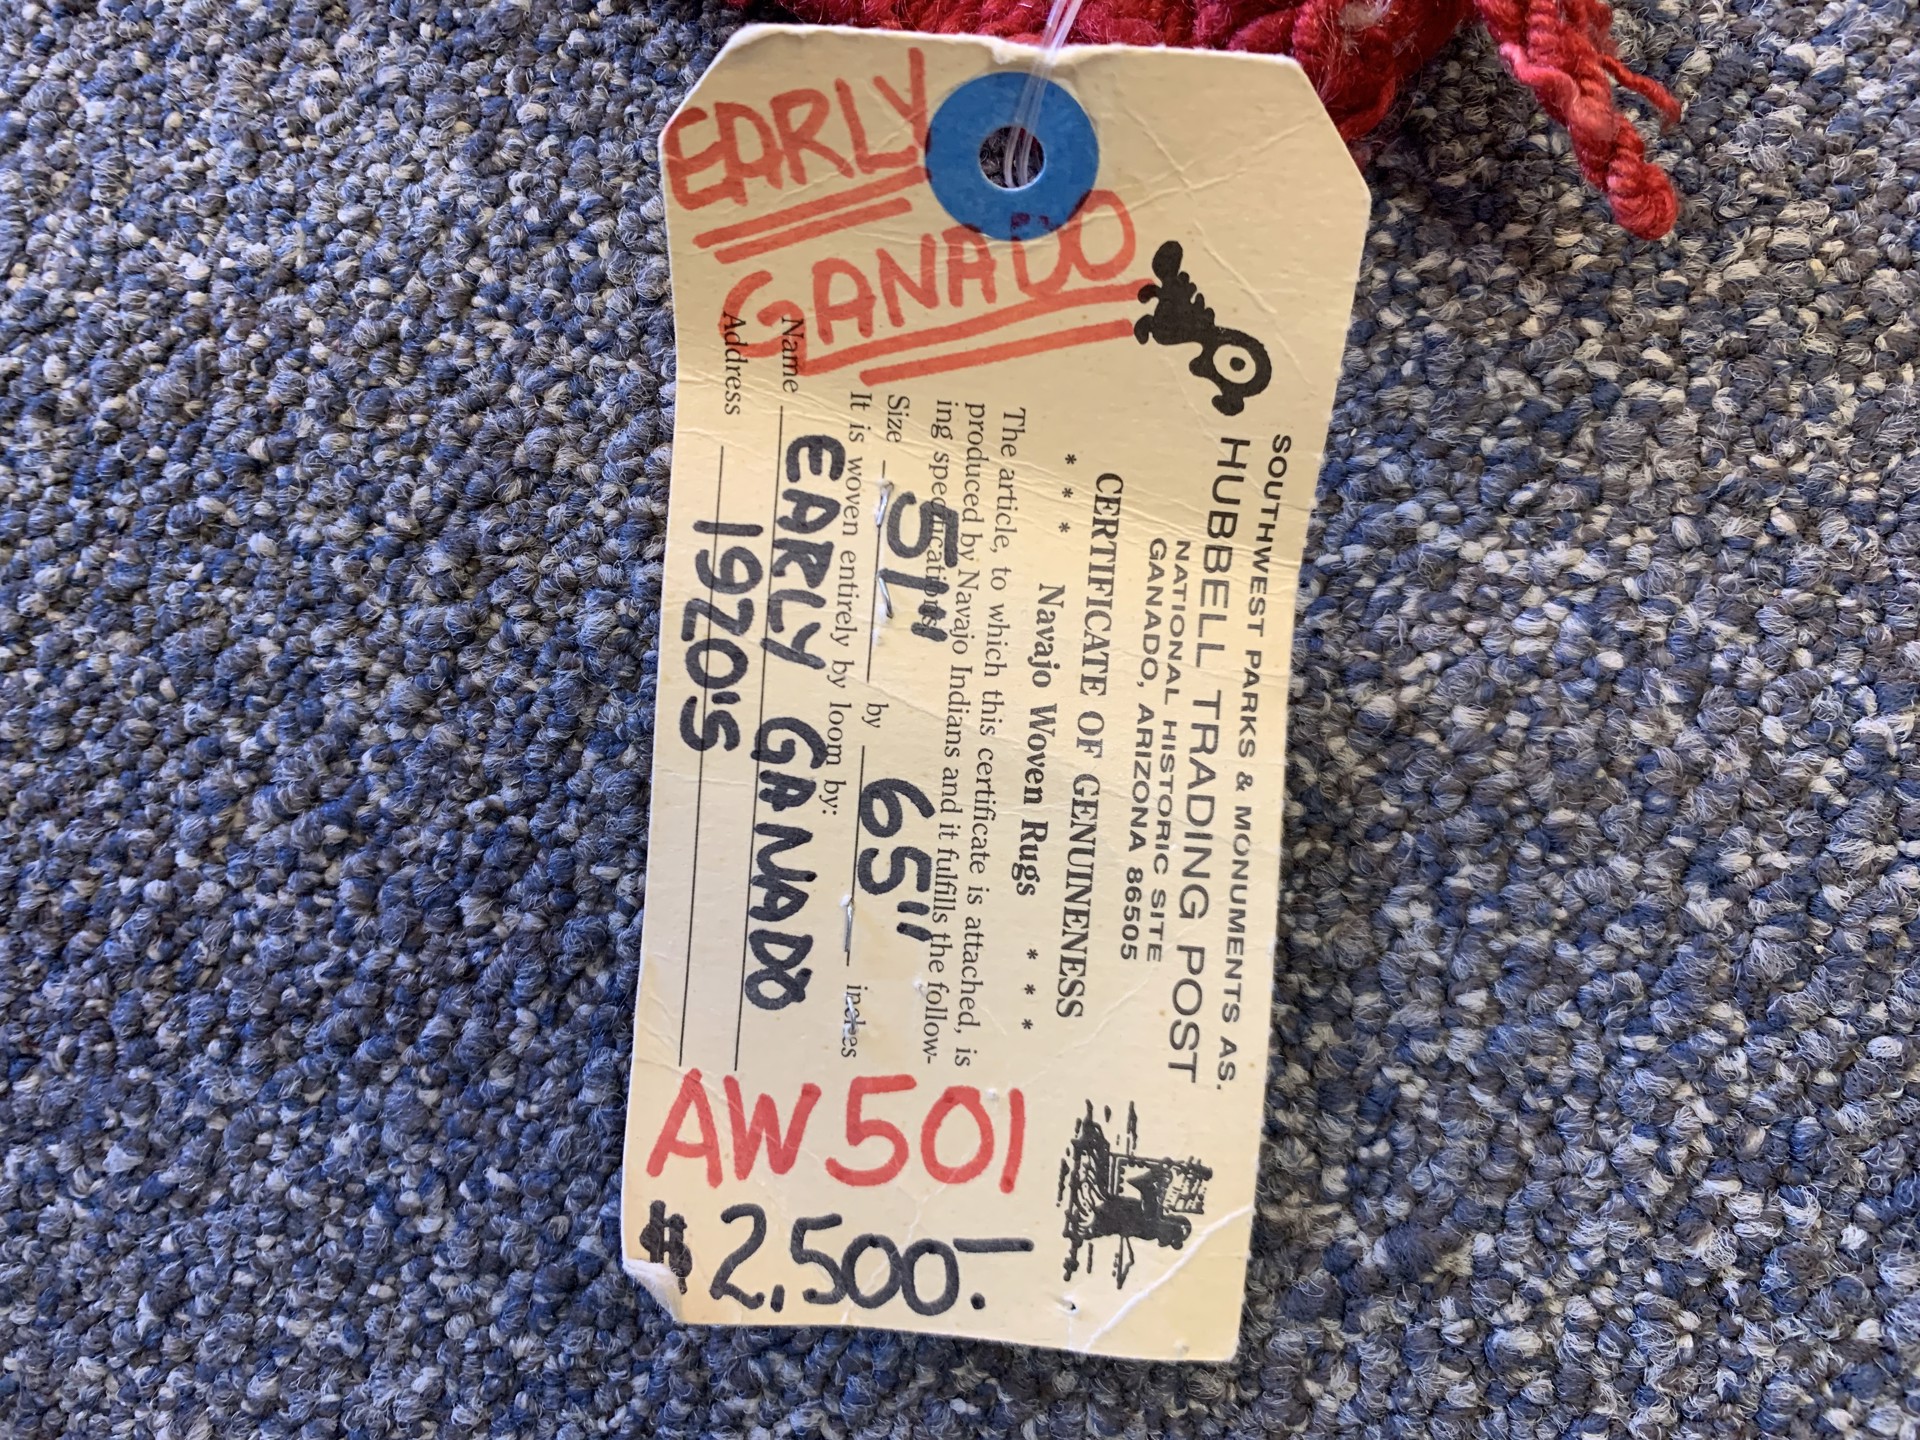 EARLY
GANADO
SOUTHWEST PARKS & MONUMENTS AS.
HUBBELL TRADING POST
NATIONAL HISTORIC SITE
GANADO, ARIZONA 86505
CERTIFICATE OF GENUINENESS
* * * Navajo Woven Rugs * * *
The article, to which this certificate is attached, is
produced by Navajo Indians and it fulfills the follow-
ing specifications:
Size 51" by 65" inches
It is woven entirely by loom by:
Name EARLY GANADO
Address 1920'S
AW501
$2,500.–